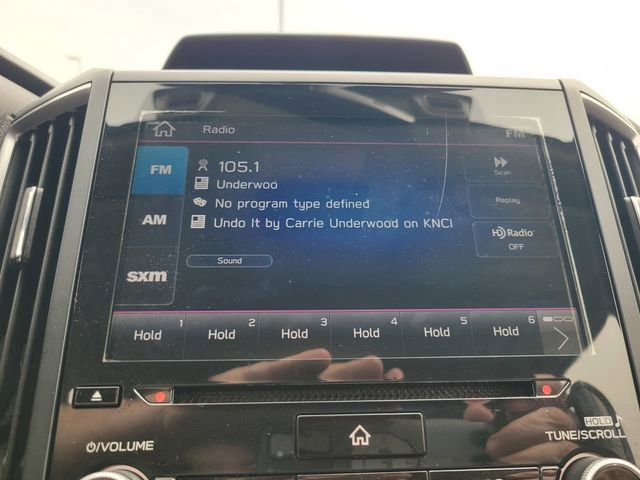 Radio
FM
FM
105.1
Scan
Underwoo
No program type defined
Replay
AM
Undo It by Carrie Underwood on KNCI
HD Radio
OFF
sxm
Sound
1 2 3 4 5 6
Hold Hold Hold Hold Hold Hold
HOLD
VOLUME
TUNE/SCROLL